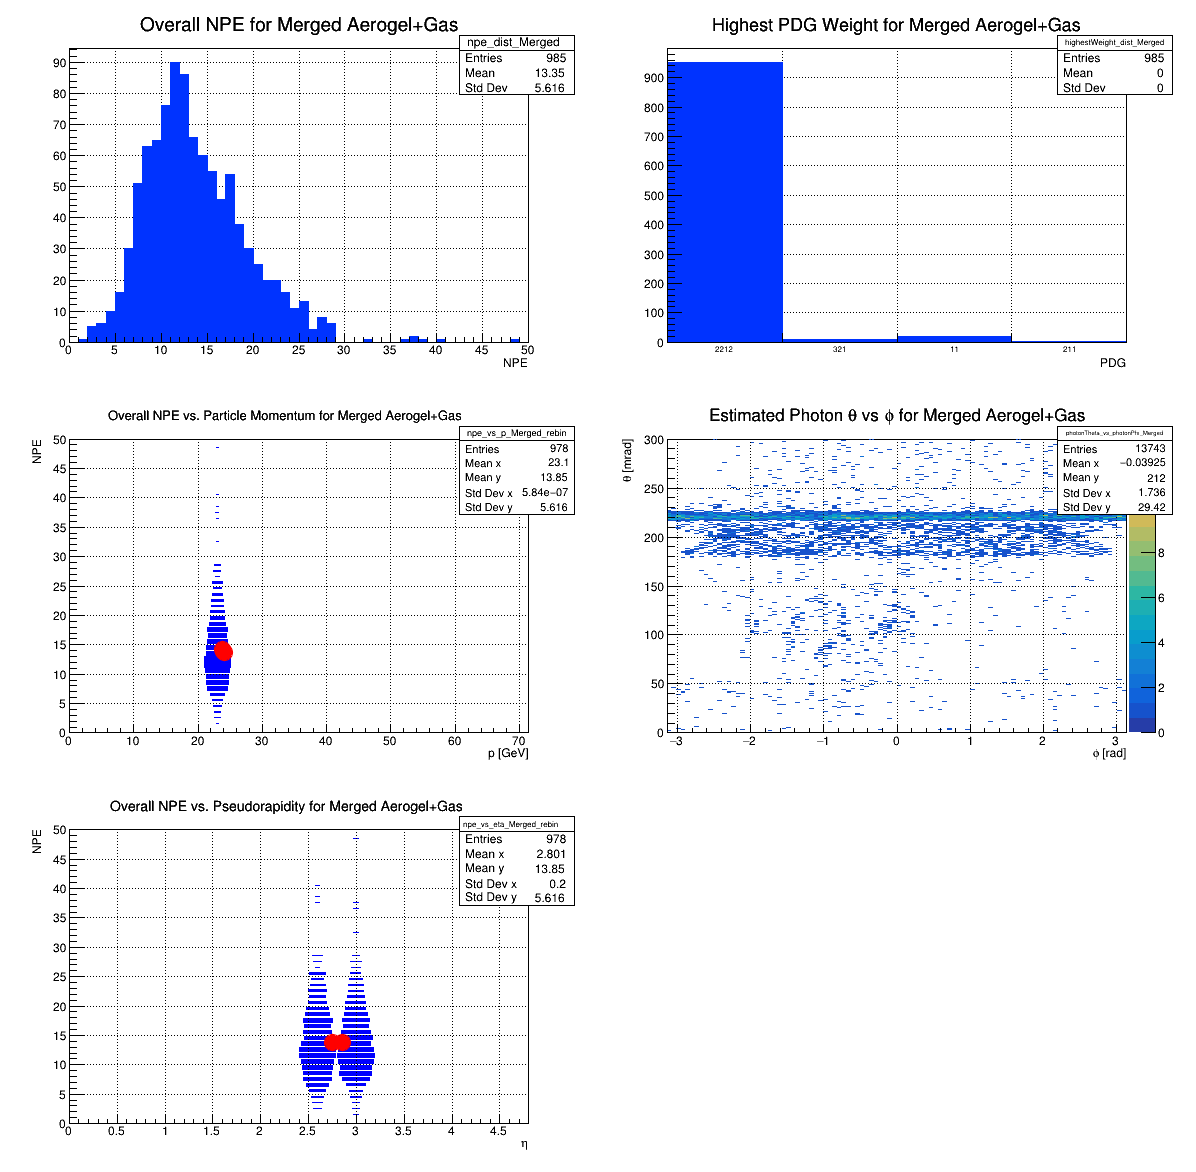 Overall NPE for Merged Aerogel+Gas
npe_dist_Merged
Entries 985
Mean 13.35
Std Dev 5.616
90
80
70
60
50
40
30
20
10
0
0 5 10 15 20 25 30 35 40 45 50
NPE
Highest PDG Weight for Merged Aerogel+Gas
highestWeight_dist_Merged
Entries 985
Mean 0
Std Dev 0
900
800
700
600
500
400
300
200
100
0
2212 321 11 211
PDG
Overall NPE vs. Particle Momentum for Merged Aerogel+Gas
npe_vs_p_Merged_rebin
Entries 978
Mean x 23.1
Mean y 13.85
Std Dev x 5.84e-07
Std Dev y 5.616
NPE
50
45
40
35
30
25
20
15
10
5
0
0 10 20 30 40 50 60 70
p [GeV]
Estimated Photon θ vs ϕ for Merged Aerogel+Gas
photonTheta_vs_photonPhi_Merged
Entries 13743
Mean x −0.03925
Mean y 212
Std Dev x 1.736
Std Dev y 29.42
θ [mrad]
300
250
200
150
100
50
0
−3 −2 −1 0 1 2 3
ϕ [rad]
8
6
4
2
0
Overall NPE vs. Pseudorapidity for Merged Aerogel+Gas
npe_vs_eta_Merged_rebin
Entries 978
Mean x 2.801
Mean y 13.85
Std Dev x 0.2
Std Dev y 5.616
NPE
50
45
40
35
30
25
20
15
10
5
0
0 0.5 1 1.5 2 2.5 3 3.5 4 4.5
η